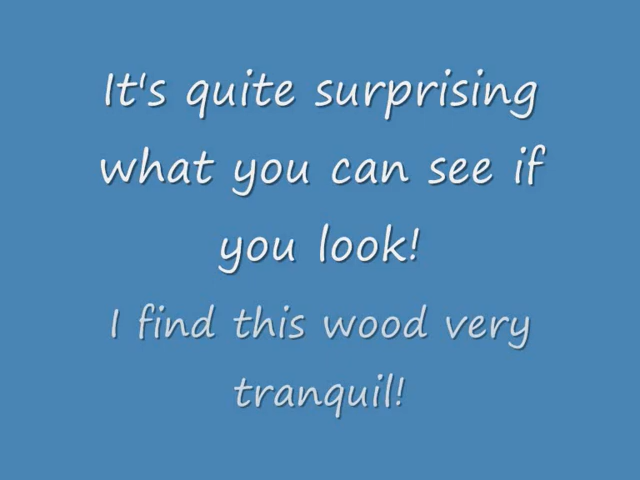 It's quite surprising
what you can see if
you look!
I find this wood very
tranquil!